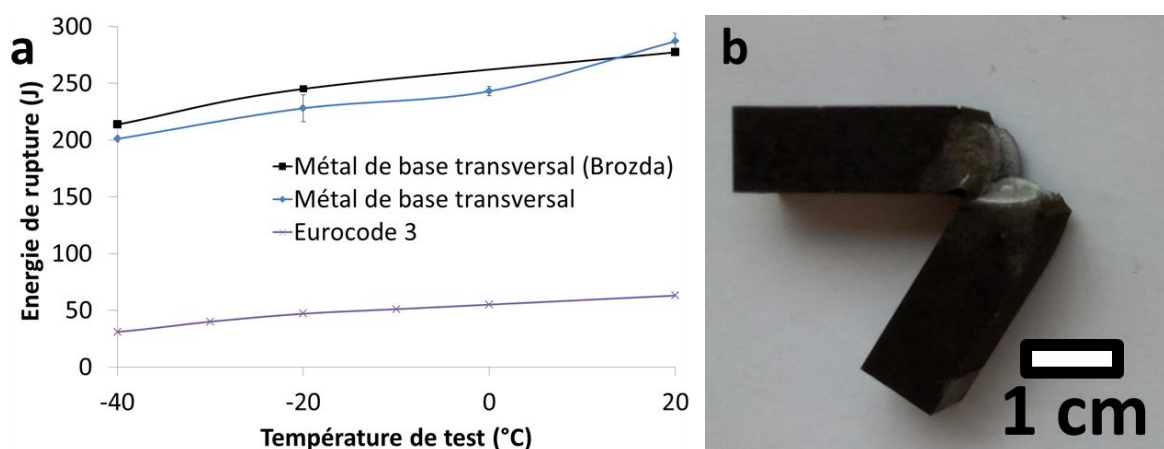 a
300
250
200
150
100
50
0
Energie de rupture (J)
Métal de base transversal (Brozda)
Métal de base transversal
Eurocode 3
-40
-20
0
20
Température de test (°C)
b
1 cm